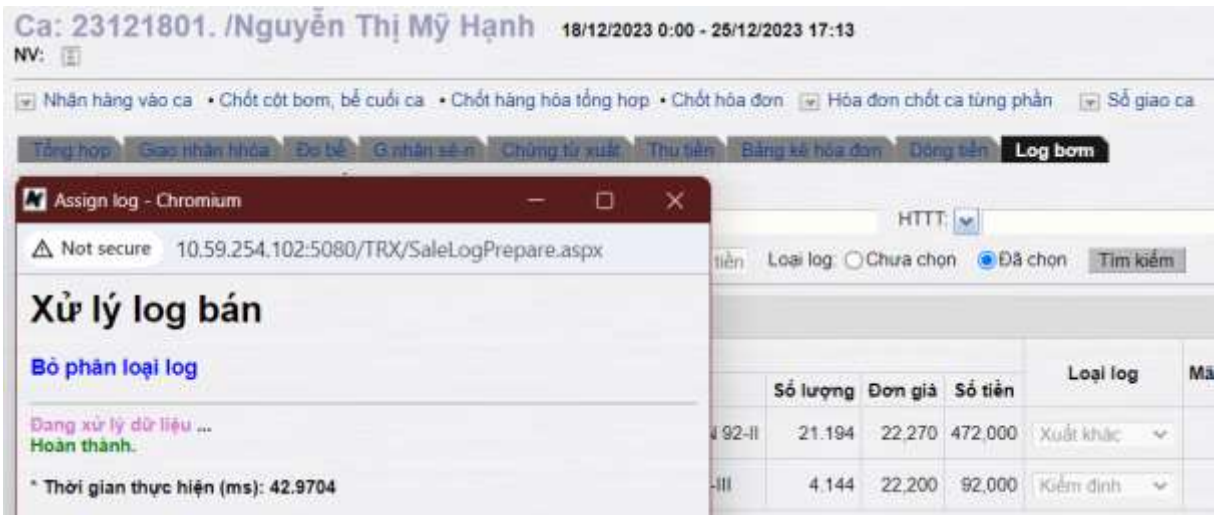 Ca: 23121801. /Nguyễn Thị Mỹ Hạnh 18/12/2023 0:00 - 25/12/2023 17:13
NV:
Nhận hàng vào ca • Chốt cột bơm, bể cuối ca • Chốt hàng hóa tổng hợp • Chốt hóa đơn Hóa đơn chốt ca từng phần Sổ giao ca
Tổng hợp Giao nhận hhóa Đo bể G.nhận sê-ri Chứng từ xuất Thu tiền Bảng kê hóa đơn Dòng tiền Log bơm
Assign log - Chromium
HTTT:
Not secure 10.59.254.102:5080/TRX/SaleLogPrepare.aspx
tiền Loại log: Chưa chọn Đã chọn Tìm kiếm
Xử lý log bán
Bỏ phân loại log
Số lượng Đơn giá Số tiền Loại log Mã
Đang xử lý dữ liệu ...
Hoàn thành.
92-II 21.194 22,270 472,000 Xuất khác
* Thời gian thực hiện (ms): 42.9704
-III 4.144 22,200 92,000 Kiểm định